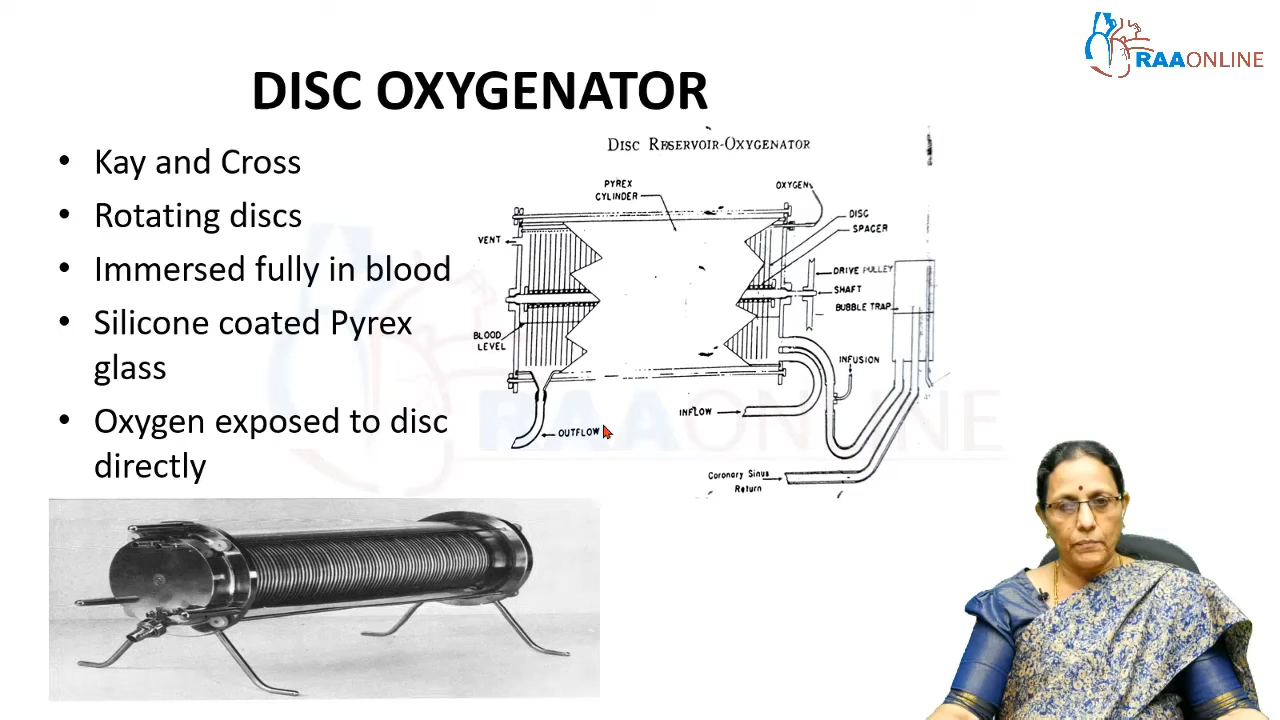 RAAONLINE
DISC OXYGENATOR
• Kay and Cross
• Rotating discs
• Immersed fully in blood
• Silicone coated Pyrex
glass
• Oxygen exposed to disc
directly
DISC RESERVOIR-OXYGENATOR
PYREX
CYLINDER
OXYGEN
DISC
SPACER
VENT
DRIVE PULLEY
SHAFT
BUBBLE TRAP
BLOOD
LEVEL
INFUSION
INFLOW
OUTFLOW
Coronary Sinus
Return
RAAONLINE